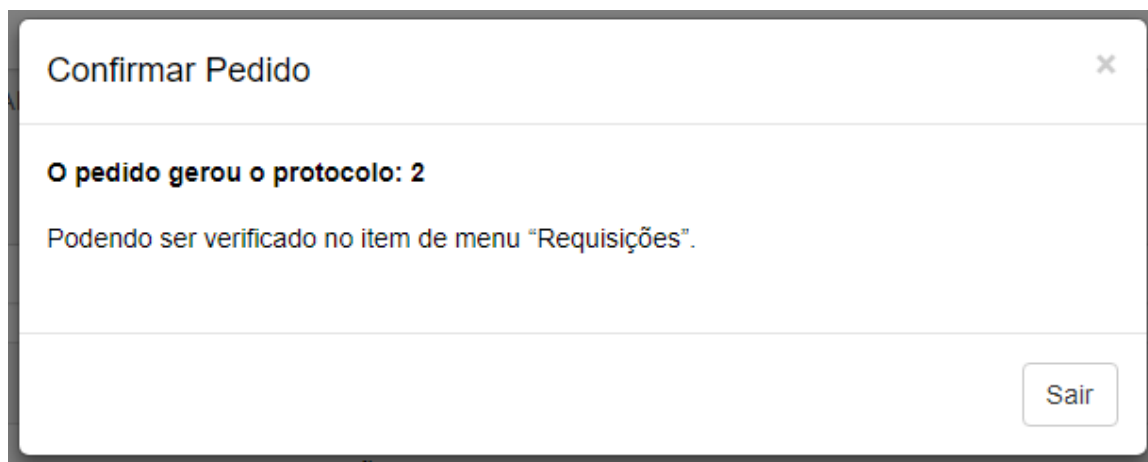 Confirmar Pedido
×
O pedido gerou o protocolo: 2
Podendo ser verificado no item de menu “Requisições”.
Sair